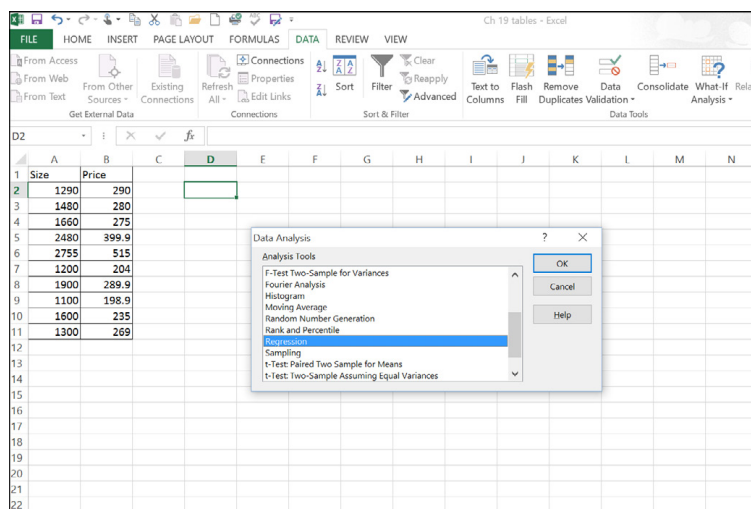 Ch 19 tables - Excel
FILE HOME INSERT PAGE LAYOUT FORMULAS DATA REVIEW VIEW
From Access
From Web
From Text
From Other Sources
Existing Connections
Get External Data
Refresh All
Connections
Properties
Edit Links
Connections
Sort
Filter
Clear
Reapply
Advanced
Sort & Filter
Text to Columns
Flash Fill
Remove Duplicates
Data Validation
Consolidate
What-If Analysis
Rela
Data Tools
D2 fx
A B C D E F G H I J K L M N
1 Size Price
2 1290 290
3 1480 280
4 1660 275
5 2480 399.9
6 2755 515
7 1200 204
8 1900 289.9
9 1100 198.9
10 1600 235
11 1300 269
12
13
14
15
16
17
18
19
20
21
22
Data Analysis ?
Analysis Tools
F-Test Two-Sample for Variances
Fourier Analysis
Histogram
Moving Average
Random Number Generation
Rank and Percentile
Regression
Sampling
t-Test: Paired Two Sample for Means
t-Test: Two-Sample Assuming Equal Variances
OK
Cancel
Help